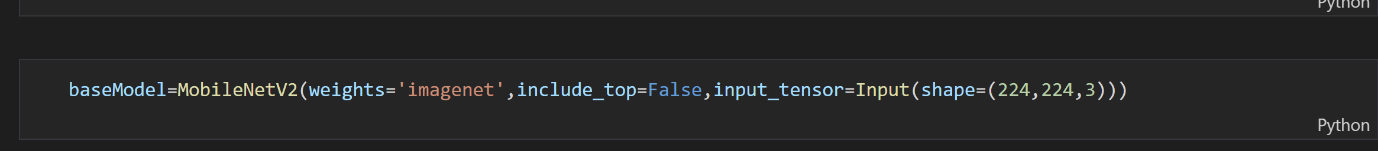 Python
baseModel=MobileNetV2(weights='imagenet',include_top=False,input_tensor=Input(shape=(224,224,3)))
Python